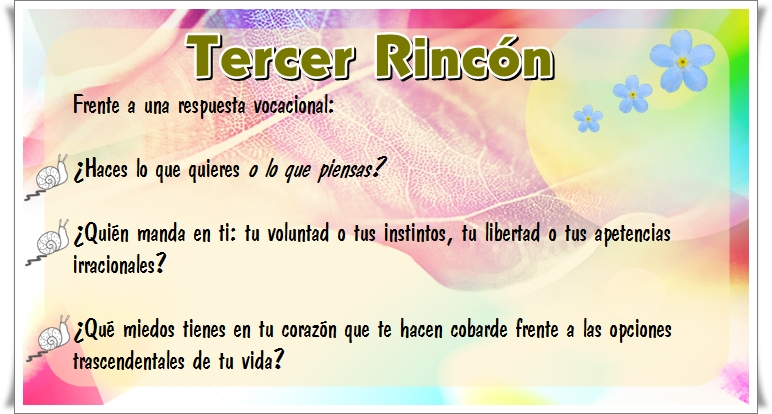 Tercer Rincón
Frente a una respuesta vocacional:
¿Haces lo que quieres o lo que piensas?
¿Quién manda en ti: tu voluntad o tus instintos, tu libertad o tus apetencias
irracionales?
¿Qué miedos tienes en tu corazón que te hacen cobarde frente a las opciones
trascendentales de tu vida?